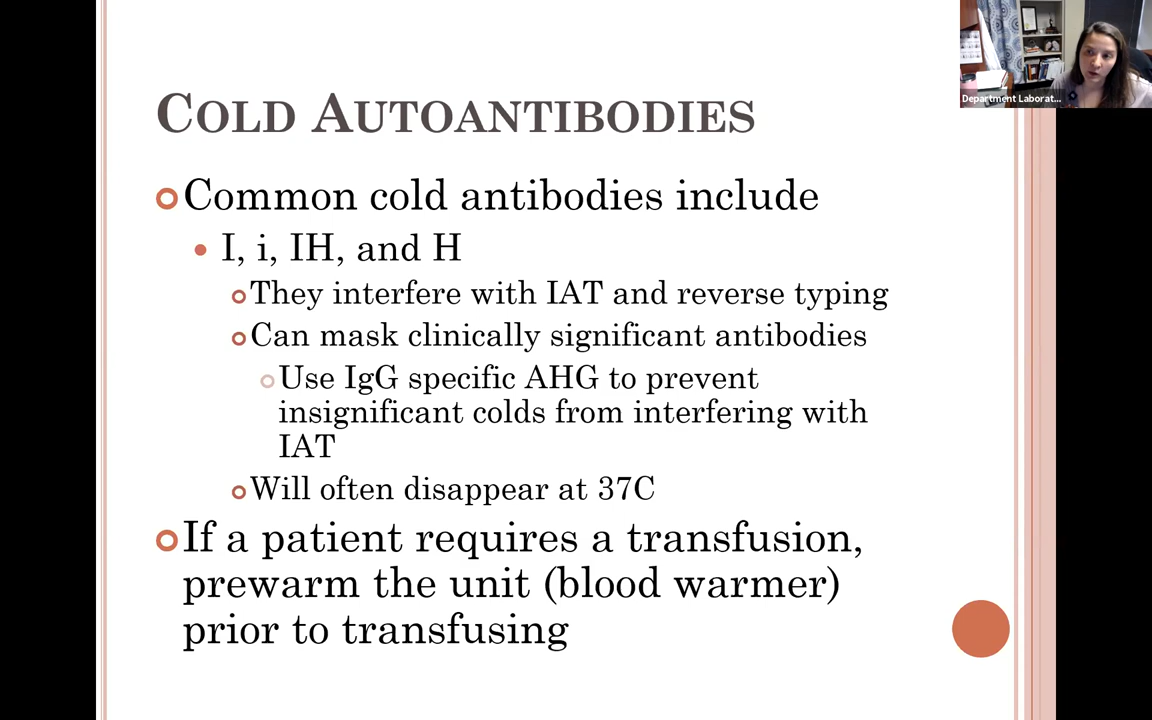 Department Laborat...
COLD AUTOANTIBODIES
Common cold antibodies include
I, i, IH, and H
They interfere with IAT and reverse typing
Can mask clinically significant antibodies
Use IgG specific AHG to prevent
insignificant colds from interfering with
IAT
Will often disappear at 37C
If a patient requires a transfusion,
prewarm the unit (blood warmer)
prior to transfusing